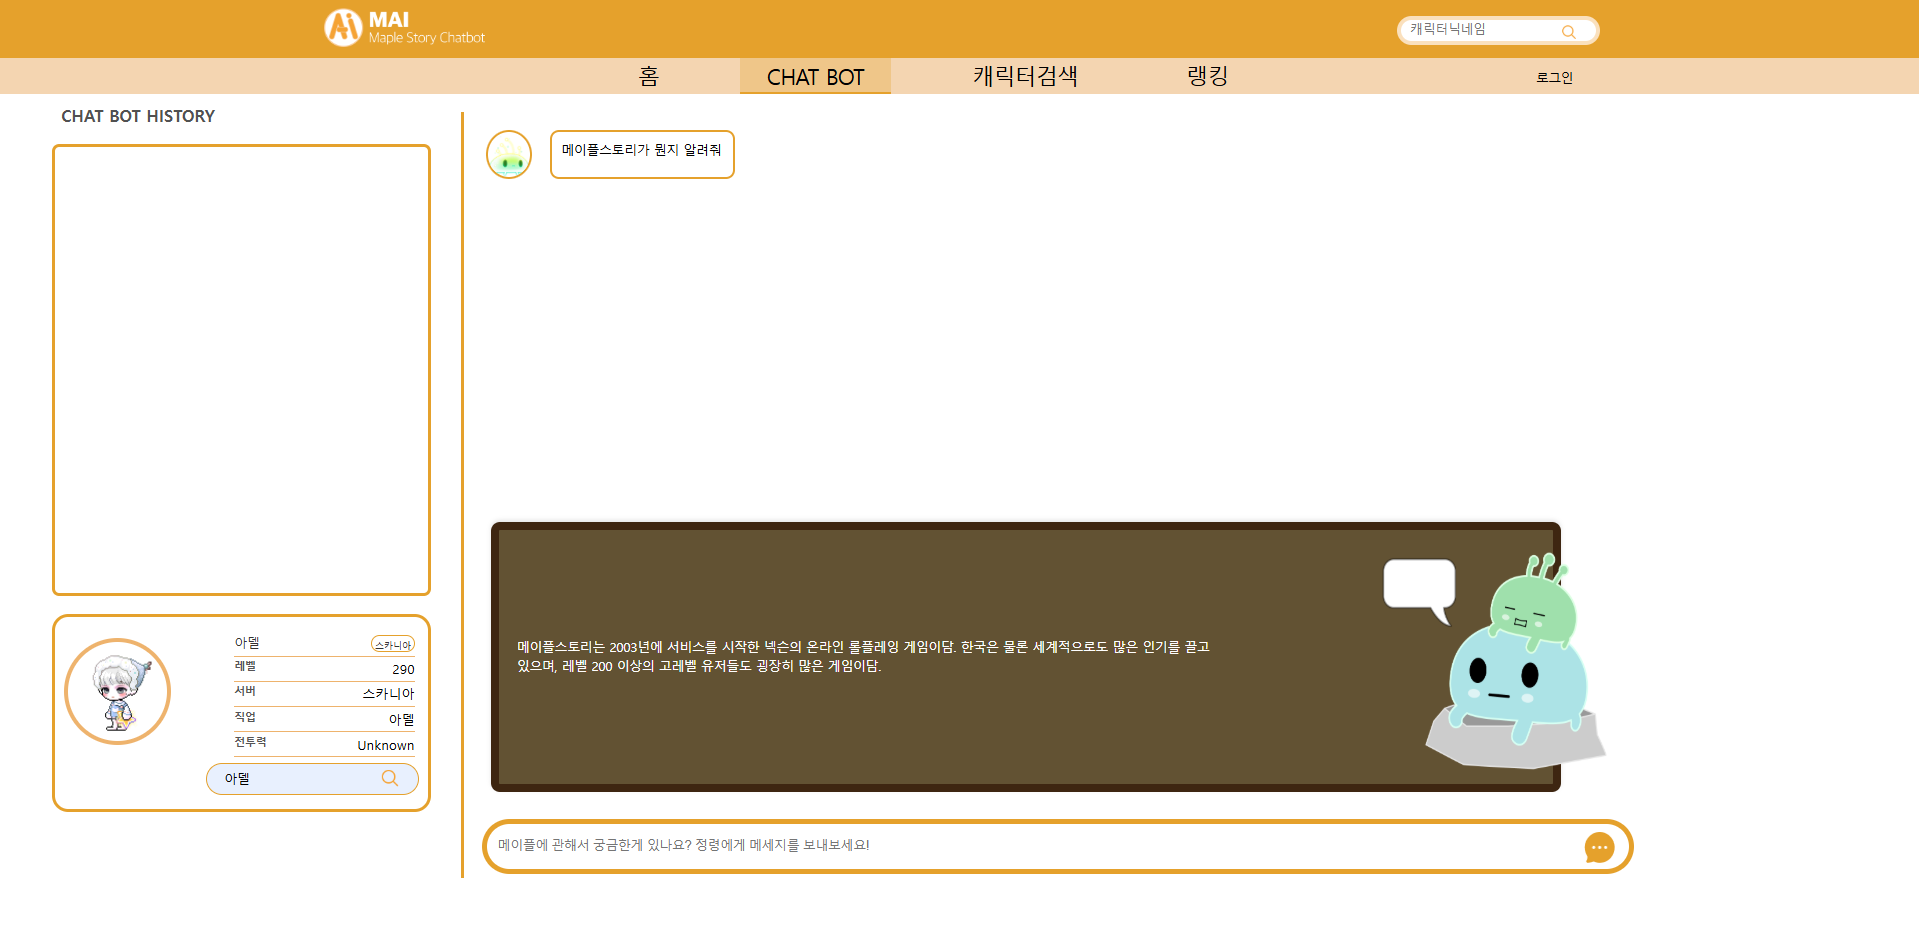 Ai MAI
Maple Story Chatbot
캐릭터닉네임
홈
CHAT BOT
캐릭터검색
랭킹
로그인
CHAT BOT HISTORY
메이플스토리가 뭔지 알려줘
아델
스카니아
레벨
290
서버
스카니아
직업
아델
전투력
Unknown
아델
메이플스토리는 2003년에 서비스를 시작한 넥슨의 온라인 롤플레잉 게임이담. 한국은 물론 세계적으로도 많은 인기를 끌고
있으며, 레벨 200 이상의 고레벨 유저들도 굉장히 많은 게임이담.
메이플에 관해서 궁금한게 있나요? 정령에게 메세지를 보내보세요!